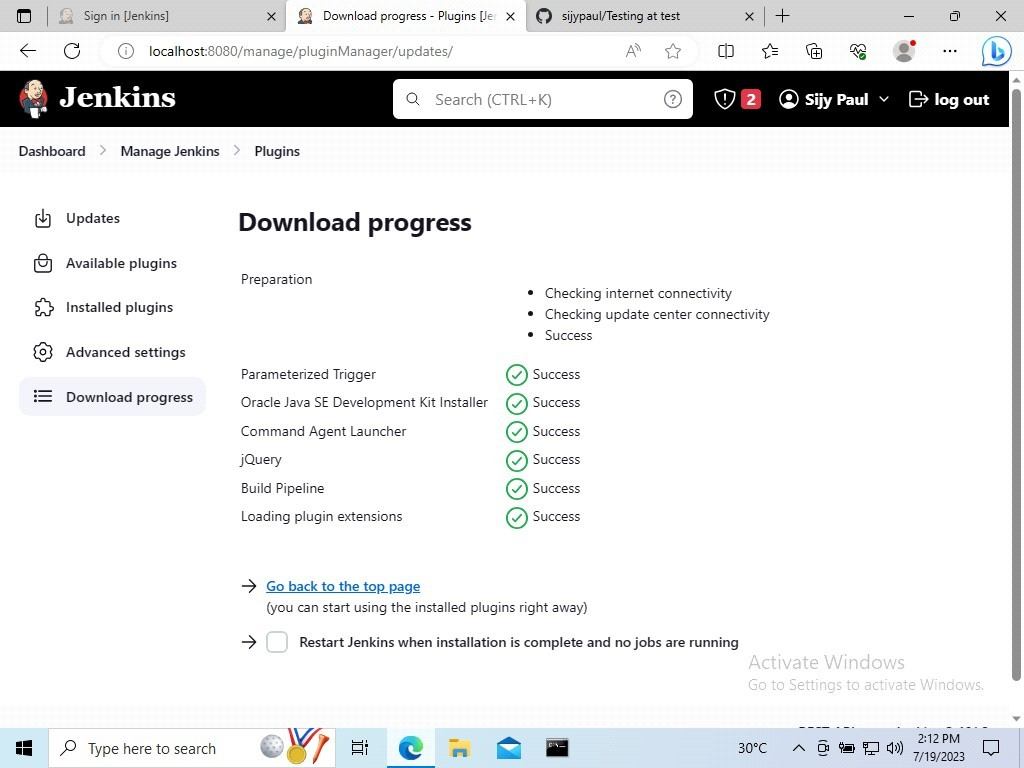 Sign in [Jenkins]
Download progress - Plugins [Jen
sijypaul/Testing at test
localhost:8080/manage/pluginManager/updates/
Jenkins
Search (CTRL+K)
2
Sijy Paul
log out
Dashboard
Manage Jenkins
Plugins
Updates
Available plugins
Installed plugins
Advanced settings
Download progress
Download progress
Preparation
Checking internet connectivity
Checking update center connectivity
Success
Parameterized Trigger Success
Oracle Java SE Development Kit Installer Success
Command Agent Launcher Success
jQuery Success
Build Pipeline Success
Loading plugin extensions Success
Go back to the top page
(you can start using the installed plugins right away)
Restart Jenkins when installation is complete and no jobs are running
Activate Windows
Go to Settings to activate Windows.
Type here to search
30°C
2:12 PM
7/19/2023